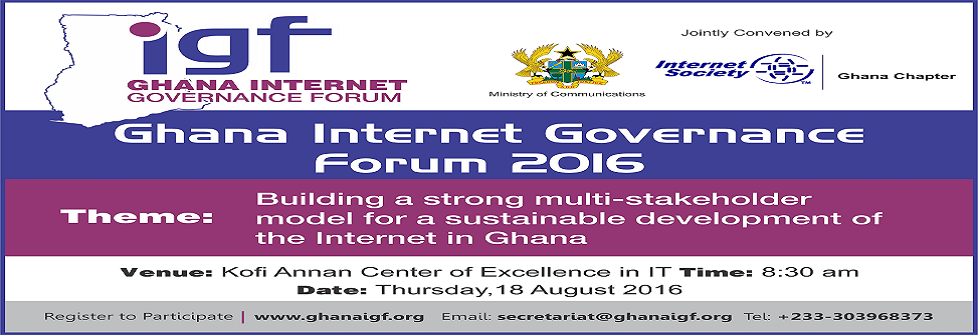 igf
GHANA INTERNET
GOVERNANCE FORUM
Ministry of Communications
Jointly Convened by
Internet
Society
TM
Ghana Chapter
Ghana Internet Governance
Forum 2016
Theme: Building a strong multi-stakeholder
model for a sustainable development of
the Internet in Ghana
Venue: Kofi Annan Center of Excellence in IT Time: 8:30 am
Date: Thursday,18 August 2016
Register to Participate | www.ghanaigf.org Email: secretariat@ghanaigf.org Tel: +233-303968373